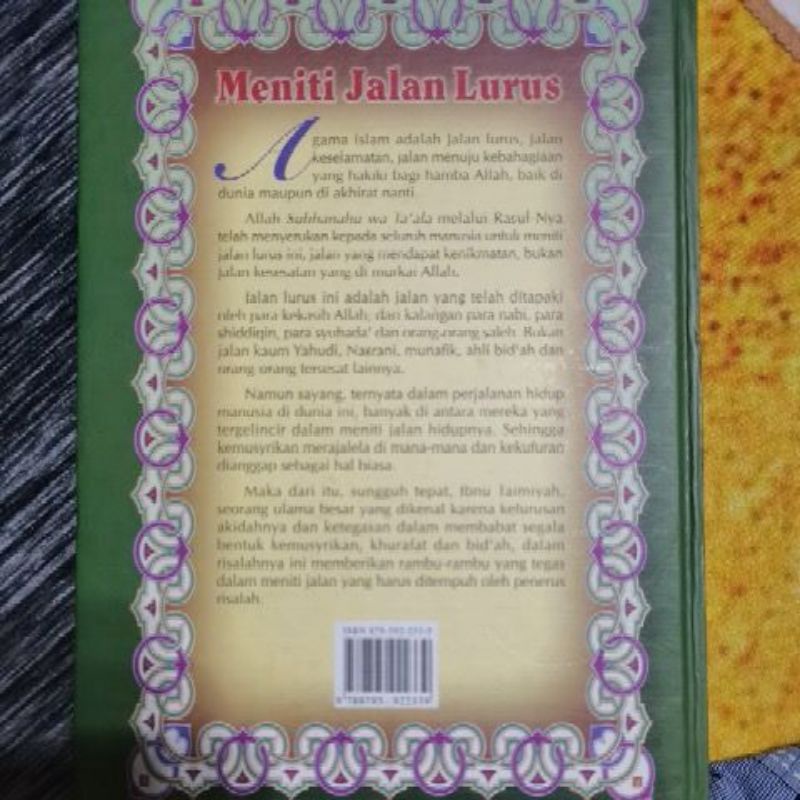 Meniti Jalan Lurus
Agama islam adalah jalan lurus, jalan
keselamatan, jalan menuju kebahagiaan
yang hakiki bagi hamba Allah, baik di
dunia maupun di akhirat nanti.
Allah Subhanahu wa Ta'ala melalui Rasul-Nya
telah menyerukan kepada seluruh manusia untuk meniti
jalan lurus ini, jalan yang mendapat kenikmatan, bukan
jalan kesesatan yang di murkai Allah.
Jalan lurus ini adalah jalan yang telah ditapaki
oleh para kekasih Allah; dari kalangan para nabi, para
shiddiqin, para syuhada' dan orang-orang saleh. Bukan
jalan kaum Yahudi, Nasrani, munafik, ahli bid'ah dan
orang-orang tersesat lainnya.
Namun sayang, ternyata dalam perjalanan hidup
manusia di dunia ini, banyak di antara mereka yang
tergelincir dalam meniti jalan hidupnya. Sehingga
kemusyrikan merajalela di mana-mana dan kekufuran
dianggap sebagai hal biasa.
Maka dari itu, sungguh tepat, Ibnu Taimiyah,
seorang ulama besar yang dikenal karena kelurusan
akidahnya dan ketegasan dalam membabat segala
bentuk kemusyrikan, khurafat dan bid'ah, dalam
risalahnya ini memberikan rambu-rambu yang tegas
dalam meniti jalan yang harus ditempuh oleh penerus
risalah.
ISBN